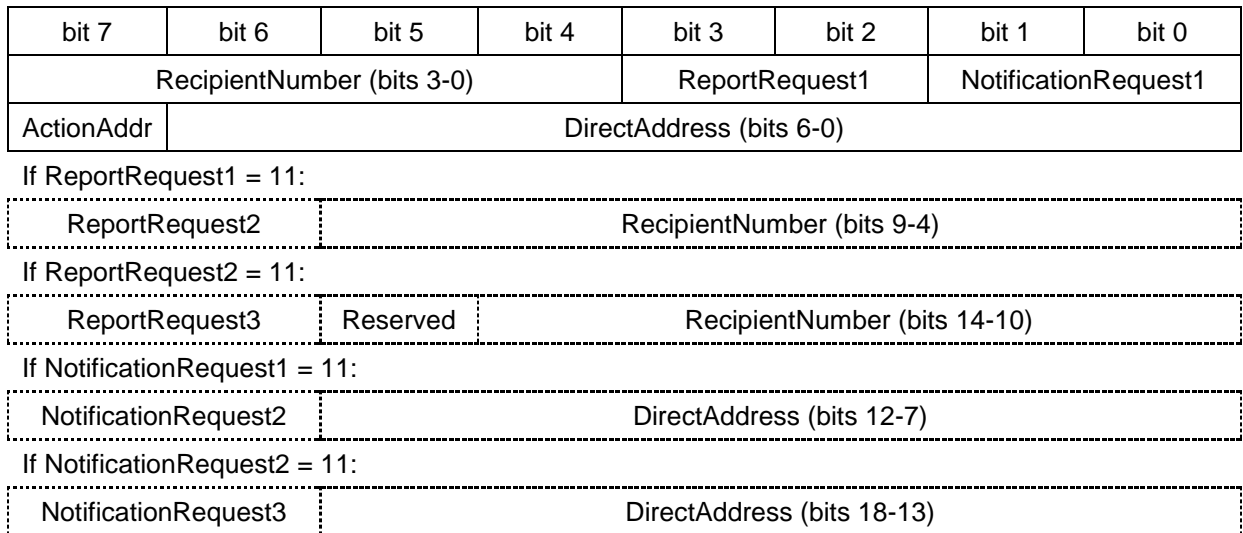 bit 7 bit 6 bit 5 bit 4 bit 3 bit 2 bit 1 bit 0
RecipientNumber (bits 3-0) ReportRequest1 NotificationRequest1
ActionAddr DirectAddress (bits 6-0)
If ReportRequest1 = 11:
ReportRequest2 RecipientNumber (bits 9-4)
If ReportRequest2 = 11:
ReportRequest3 Reserved RecipientNumber (bits 14-10)
If NotificationRequest1 = 11:
NotificationRequest2 DirectAddress (bits 12-7)
If NotificationRequest2 = 11:
NotificationRequest3 DirectAddress (bits 18-13)